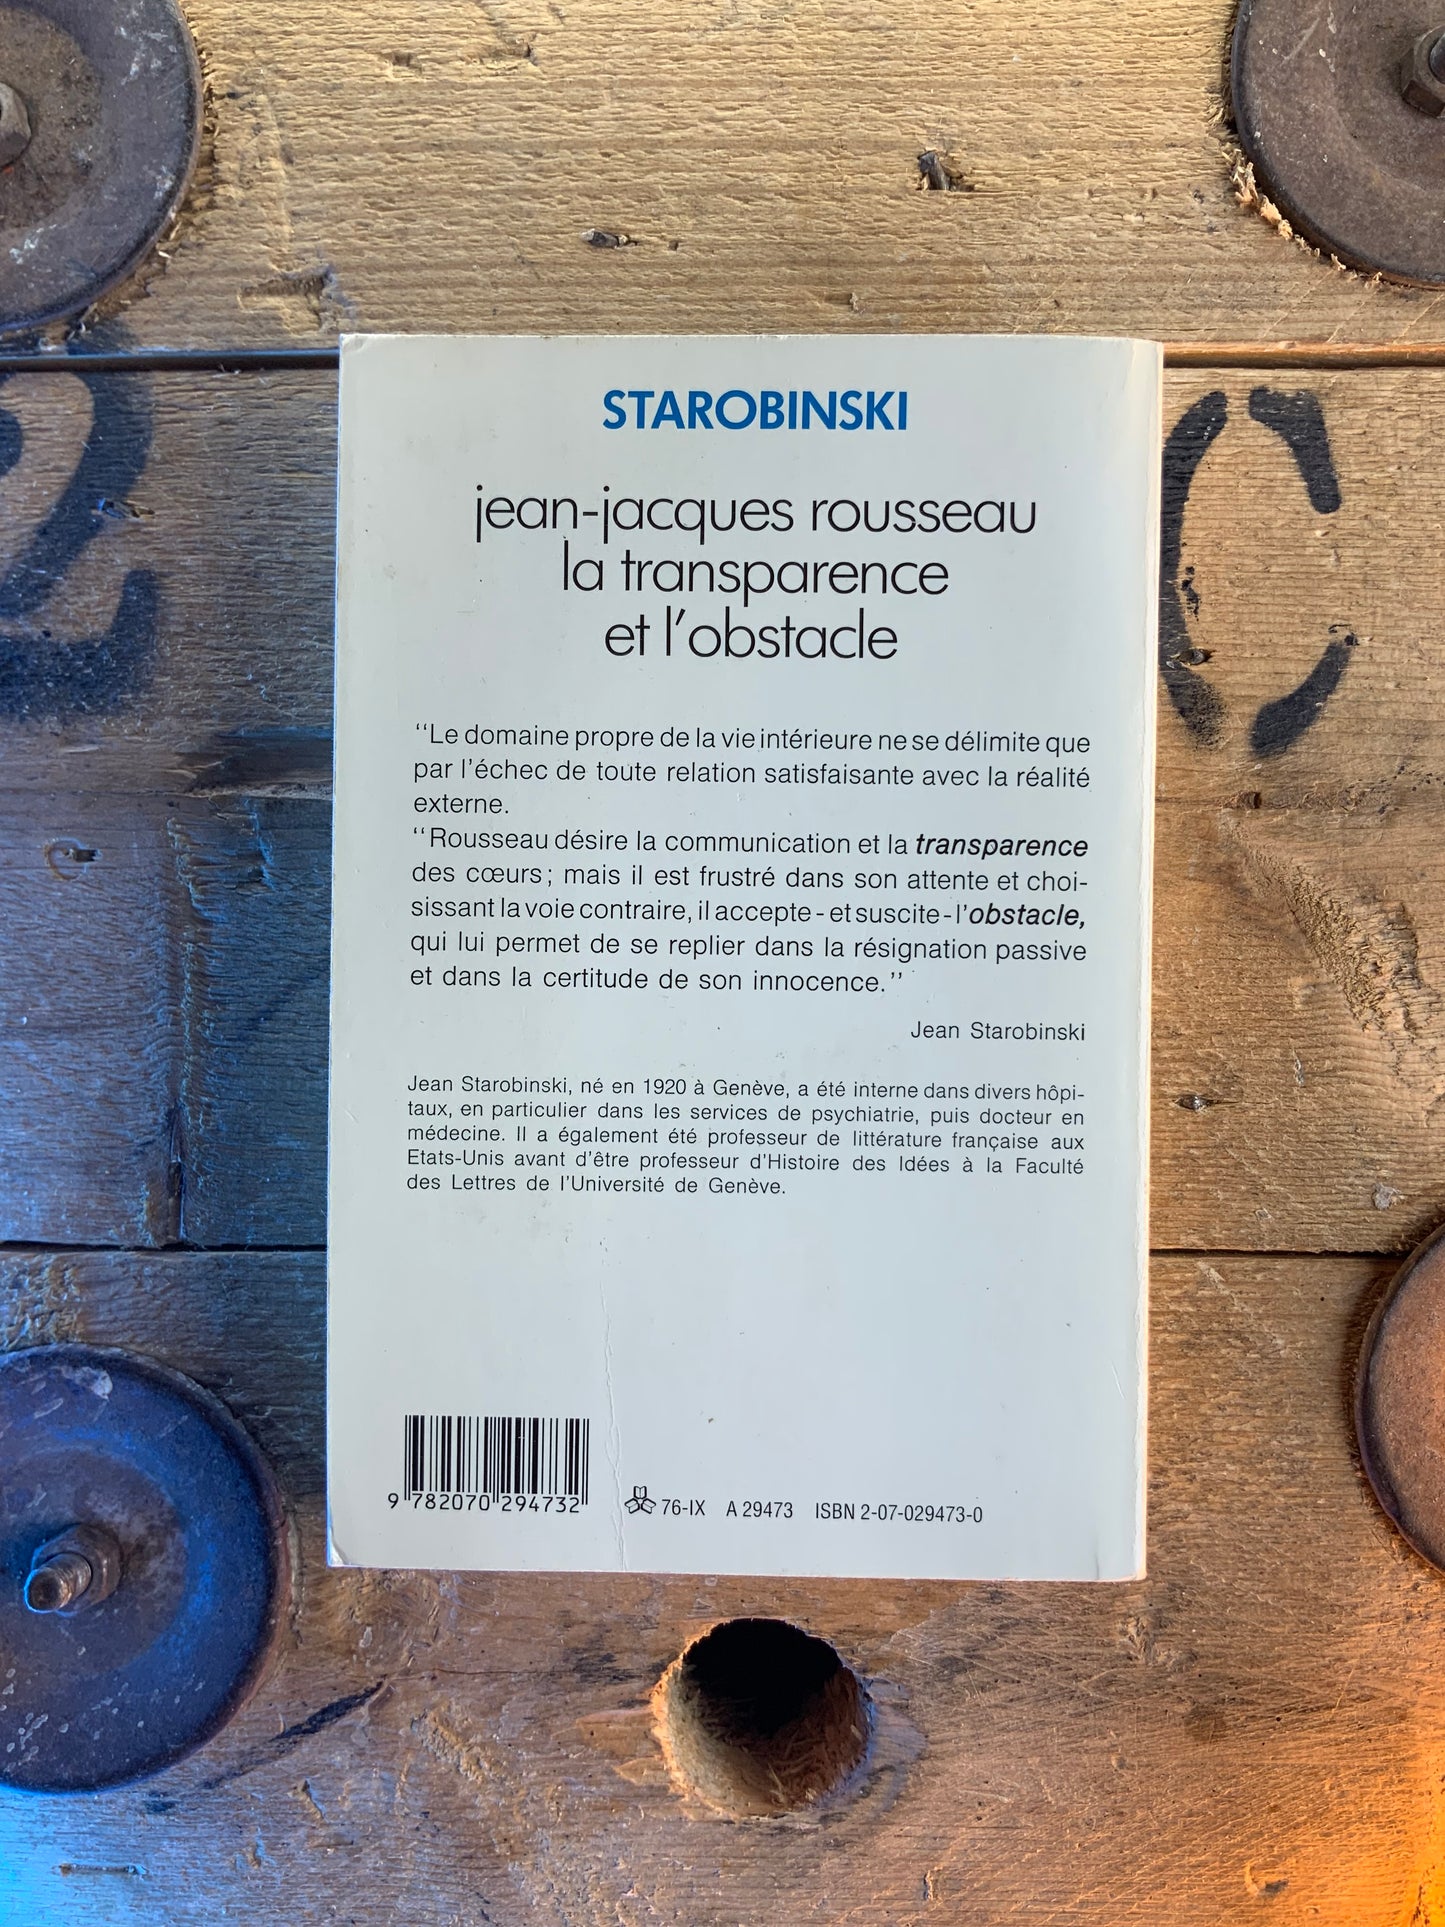 STAROBINSKI
jean-jacques rousseau
la transparence
et l'obstacle
‘‘Le domaine propre de la vie intérieure ne se délimite que
par l'échec de toute relation satisfaisante avec la réalité
externe.
‘‘Rousseau désire la communication et la transparence
des cœurs; mais il est frustré dans son attente et choi-
sissant la voie contraire, il accepte - et suscite - l'obstacle,
qui lui permet de se replier dans la résignation passive
et dans la certitude de son innocence.’’
Jean Starobinski
Jean Starobinski, né en 1920 à Genève, a été interne dans divers hôpi-
taux, en particulier dans les services de psychiatrie, puis docteur en
médecine. Il a également été professeur de littérature française aux
Etats-Unis avant d'être professeur d'Histoire des Idées à la Faculté
des Lettres de l'Université de Genève.
9 782070 294732
76-IX A 29473 ISBN 2-07-029473-0
2
C